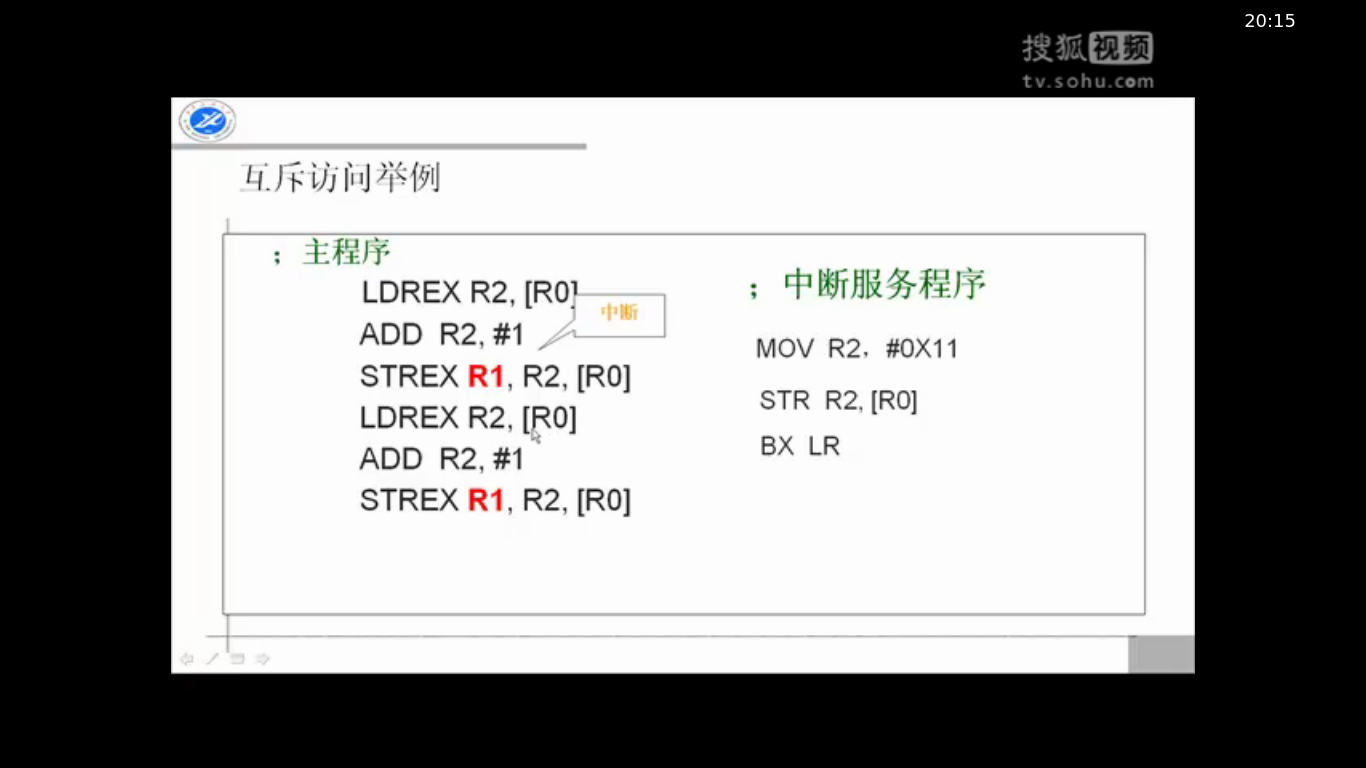 20:15
搜狐视频
tv.sohu.com
互斥访问举例
；主程序
LDREX R2, [R0]
中断
ADD R2, #1
STREX R1, R2, [R0]
LDREX R2, [R0]
ADD R2, #1
STREX R1, R2, [R0]
；中断服务程序
MOV R2，#0X11
STR R2, [R0]
BX LR